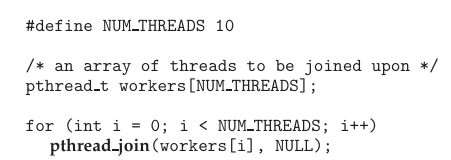 #define NUM_THREADS 10
/* an array of threads to be joined upon */
pthread_t workers[NUM_THREADS];
for (int i = 0; i < NUM_THREADS; i++)
pthread_join(workers[i], NULL);